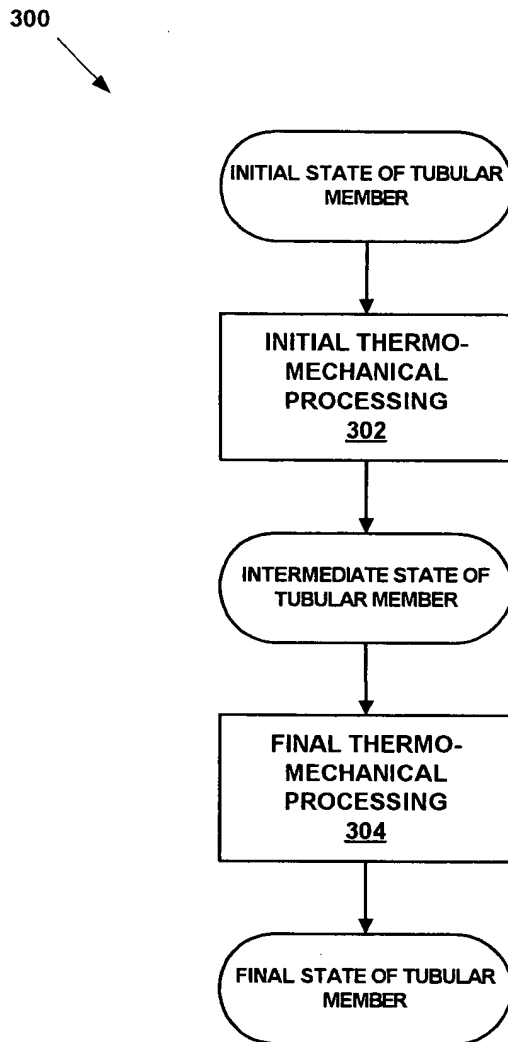 300
INITIAL STATE OF TUBULAR
MEMBER
INITIAL THERMO-
MECHANICAL
PROCESSING
302
INTERMEDIATE STATE OF
TUBULAR MEMBER
FINAL THERMO-
MECHANICAL
PROCESSING
304
FINAL STATE OF TUBULAR
MEMBER